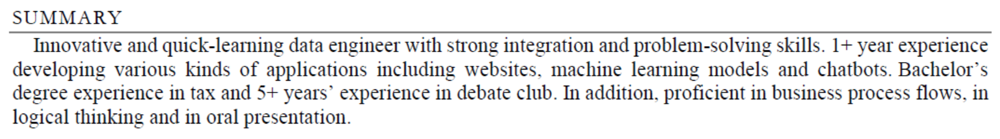 SUMMARY
Innovative and quick-learning data engineer with strong integration and problem-solving skills. 1+ year experience
developing various kinds of applications including websites, machine learning models and chatbots. Bachelor’s
degree experience in tax and 5+ years’ experience in debate club. In addition, proficient in business process flows, in
logical thinking and in oral presentation.